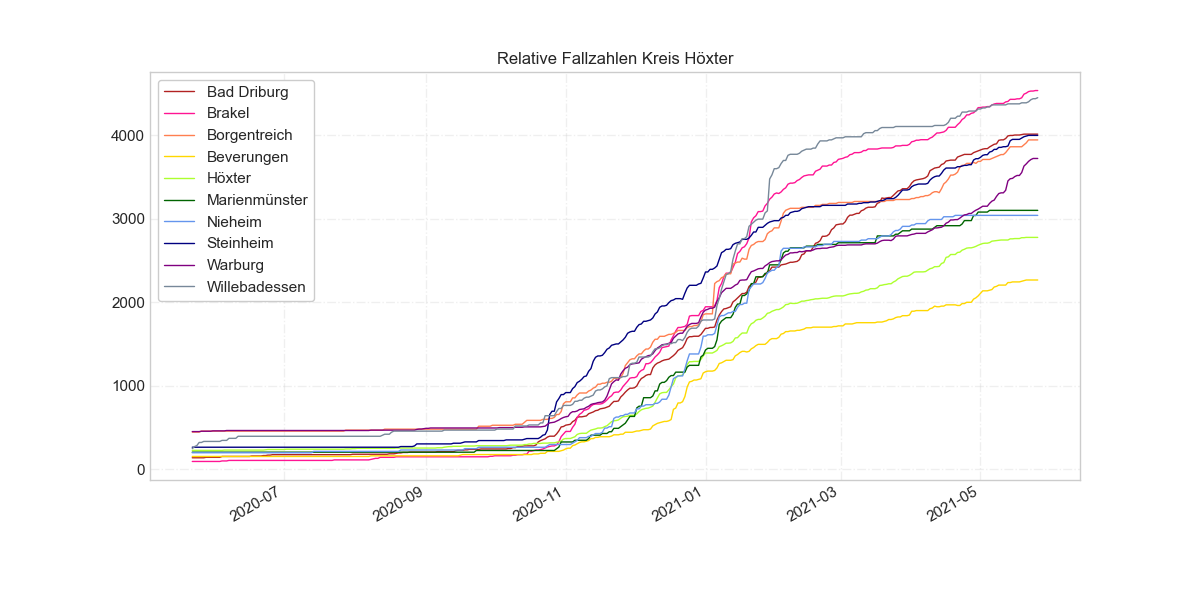 Relative Fallzahlen Kreis Höxter
Bad Driburg
Brakel
Borgentreich
Beverungen
Höxter
Marienmünster
Nieheim
Steinheim
Warburg
Willebadessen
4000
3000
2000
1000
0
2020-07
2020-09
2020-11
2021-01
2021-03
2021-05